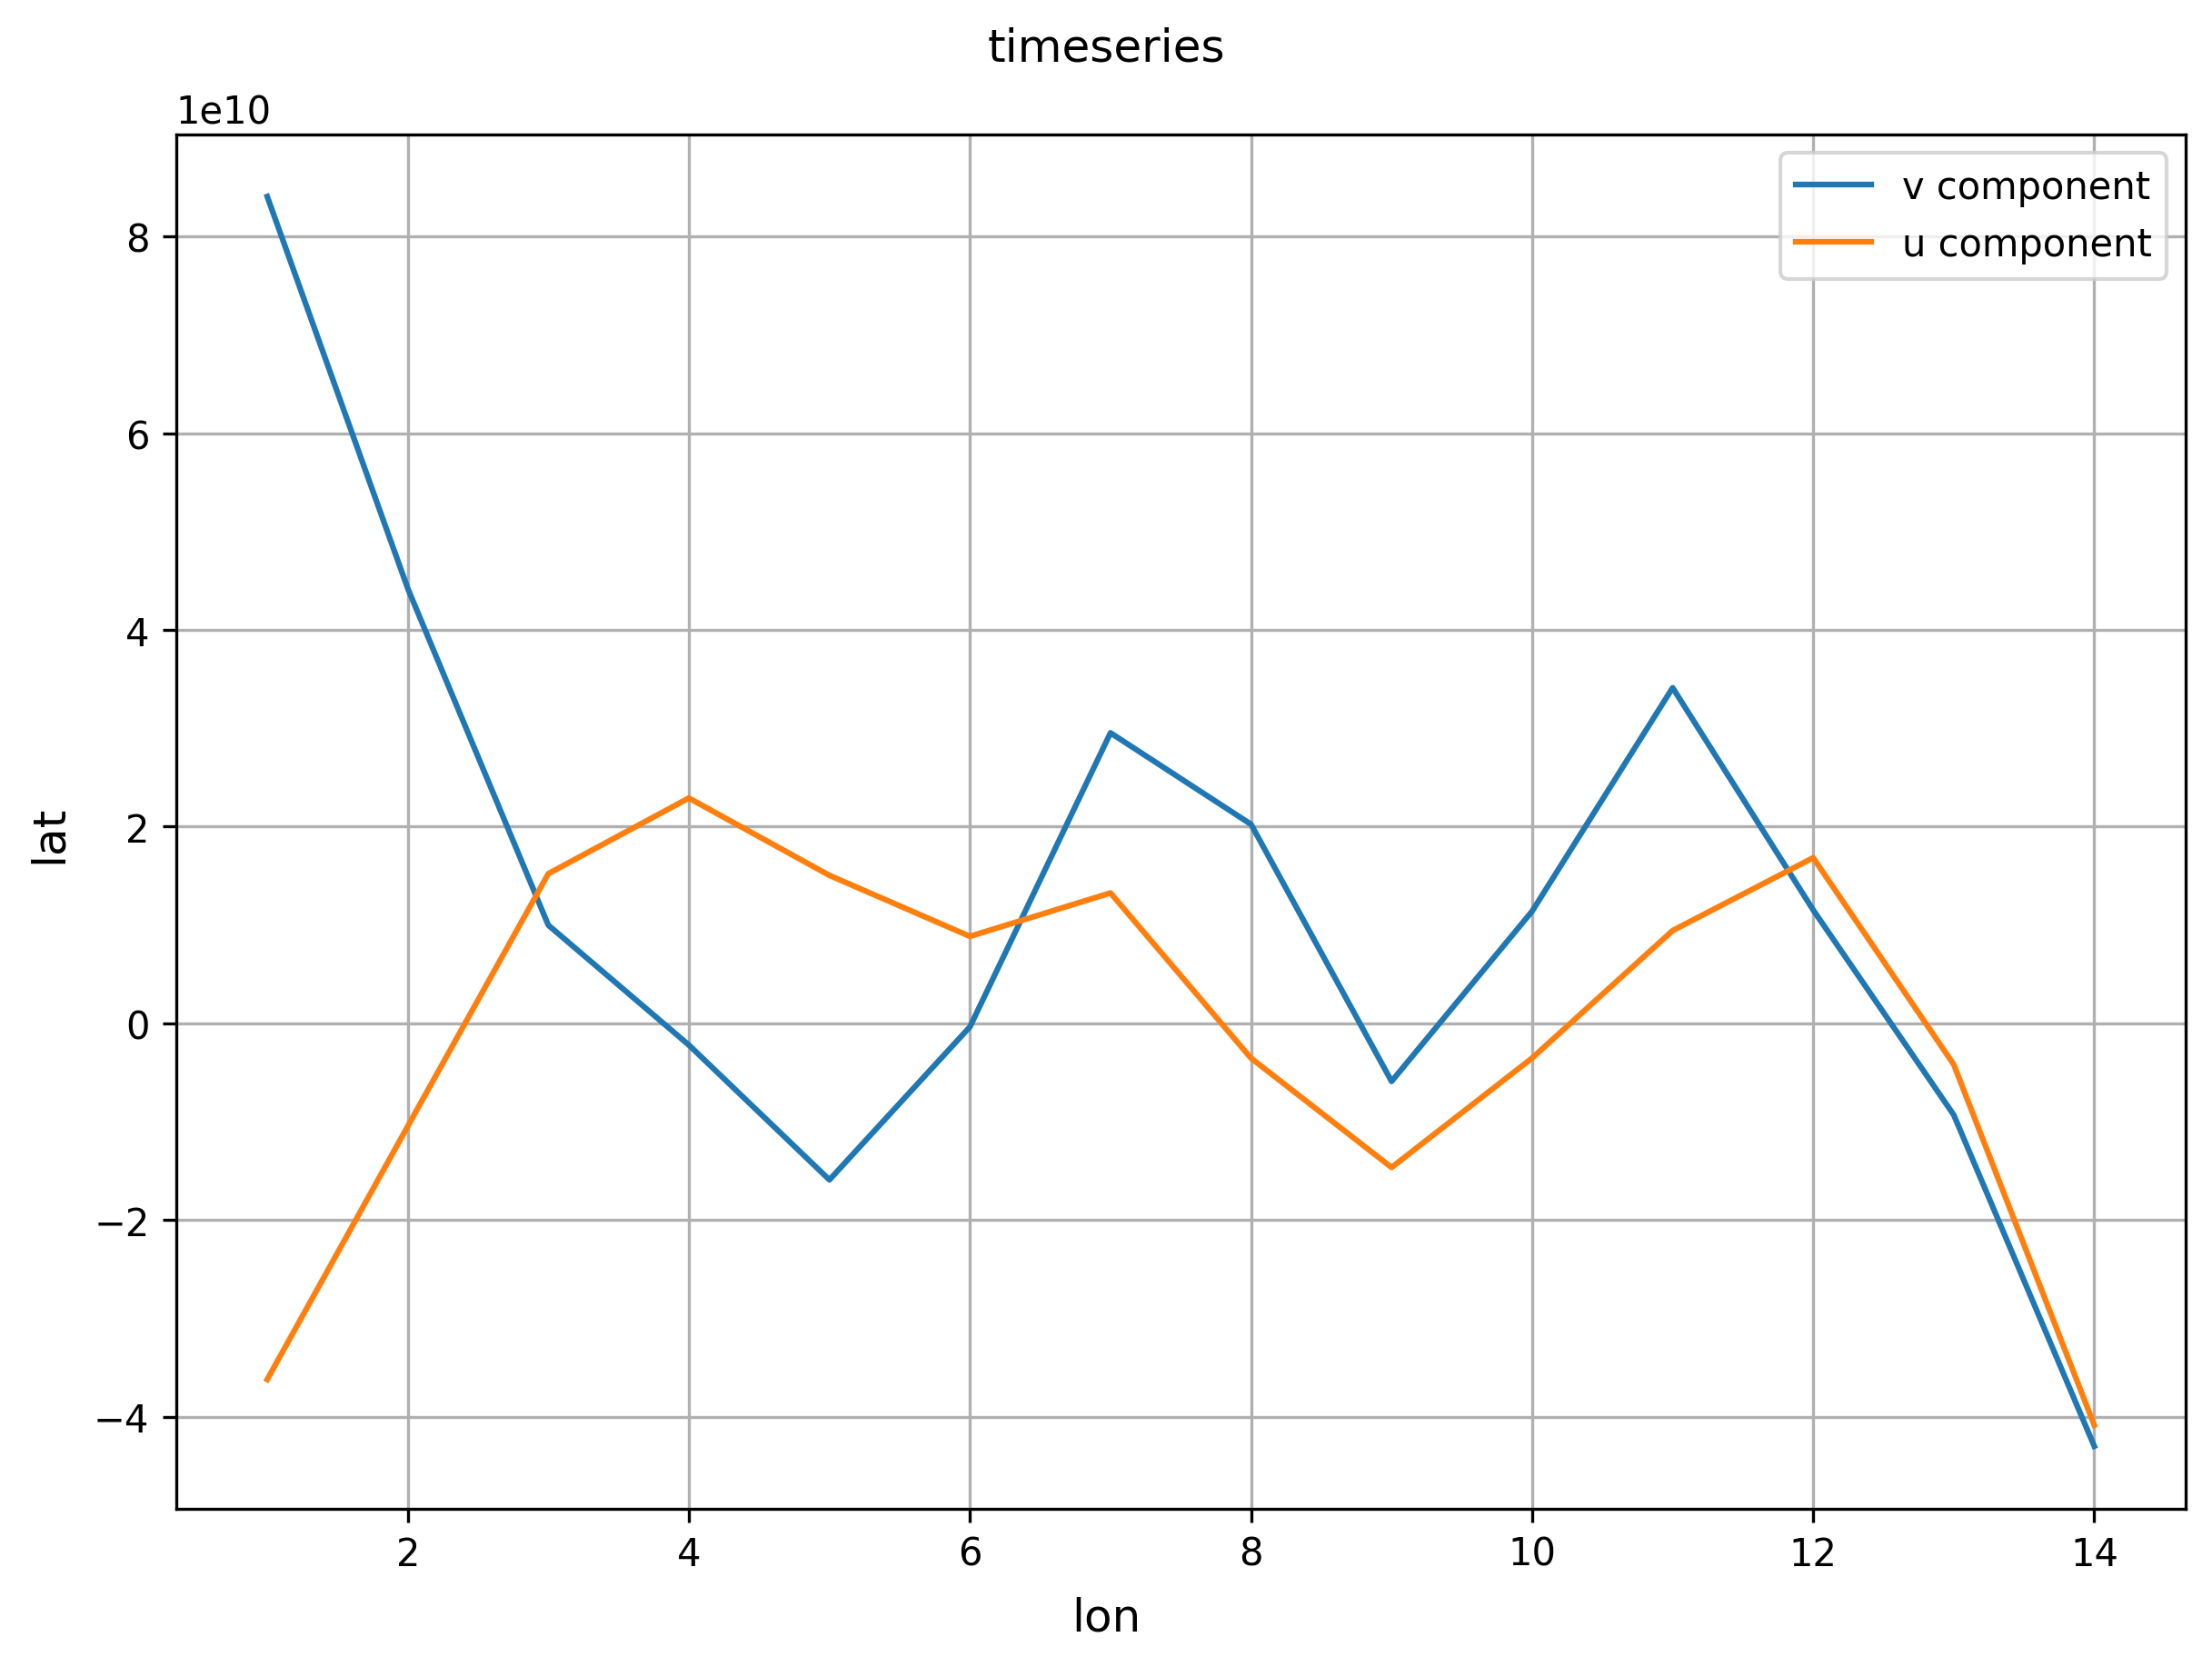 timeseries
1e10
v component
u component
8
6
4
2
0
−2
−4
lat
2 4 6 8 10 12 14
lon